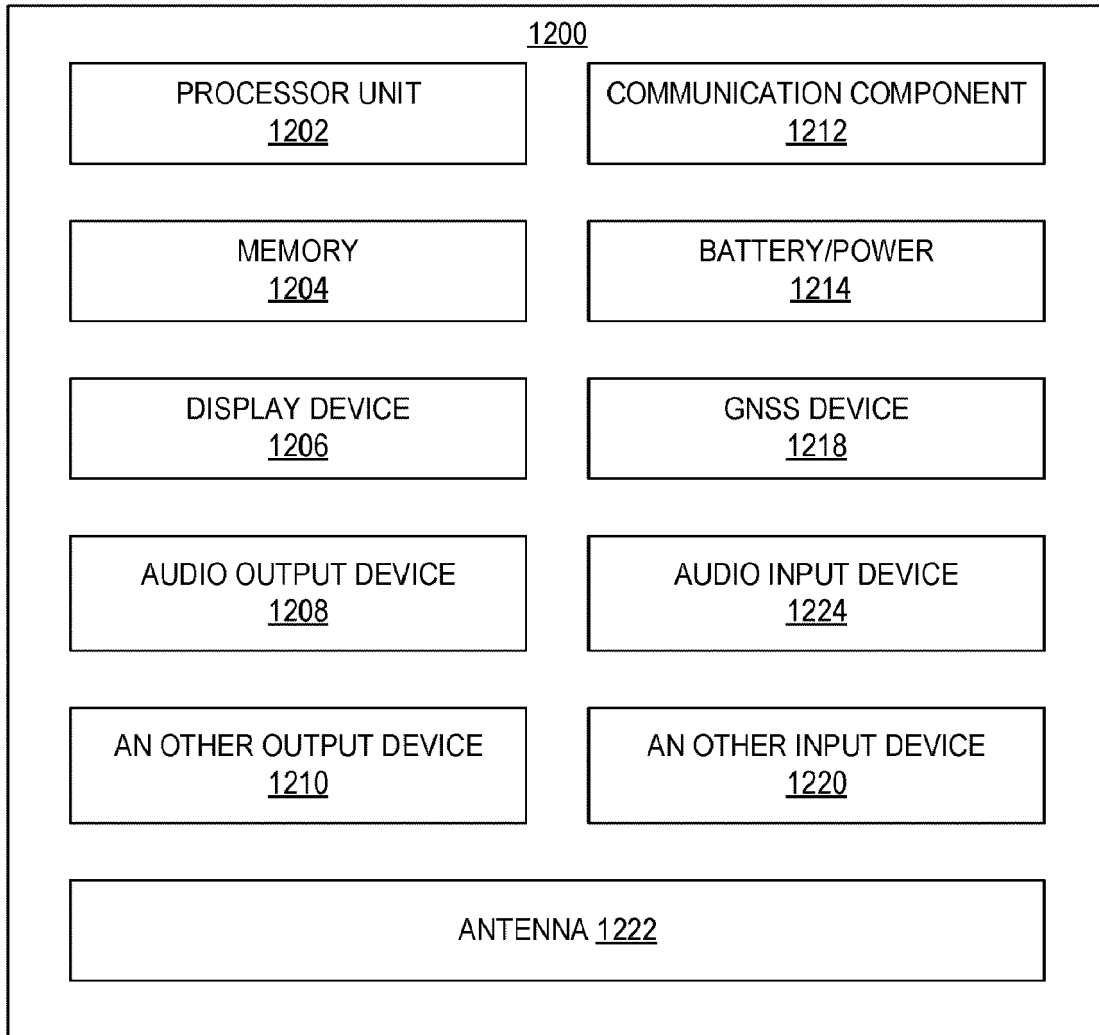 1200
PROCESSOR UNIT
1202
COMMUNICATION COMPONENT
1212
MEMORY
1204
BATTERY/POWER
1214
DISPLAY DEVICE
1206
GNSS DEVICE
1218
AUDIO OUTPUT DEVICE
1208
AUDIO INPUT DEVICE
1224
AN OTHER OUTPUT DEVICE
1210
AN OTHER INPUT DEVICE
1220
ANTENNA 1222